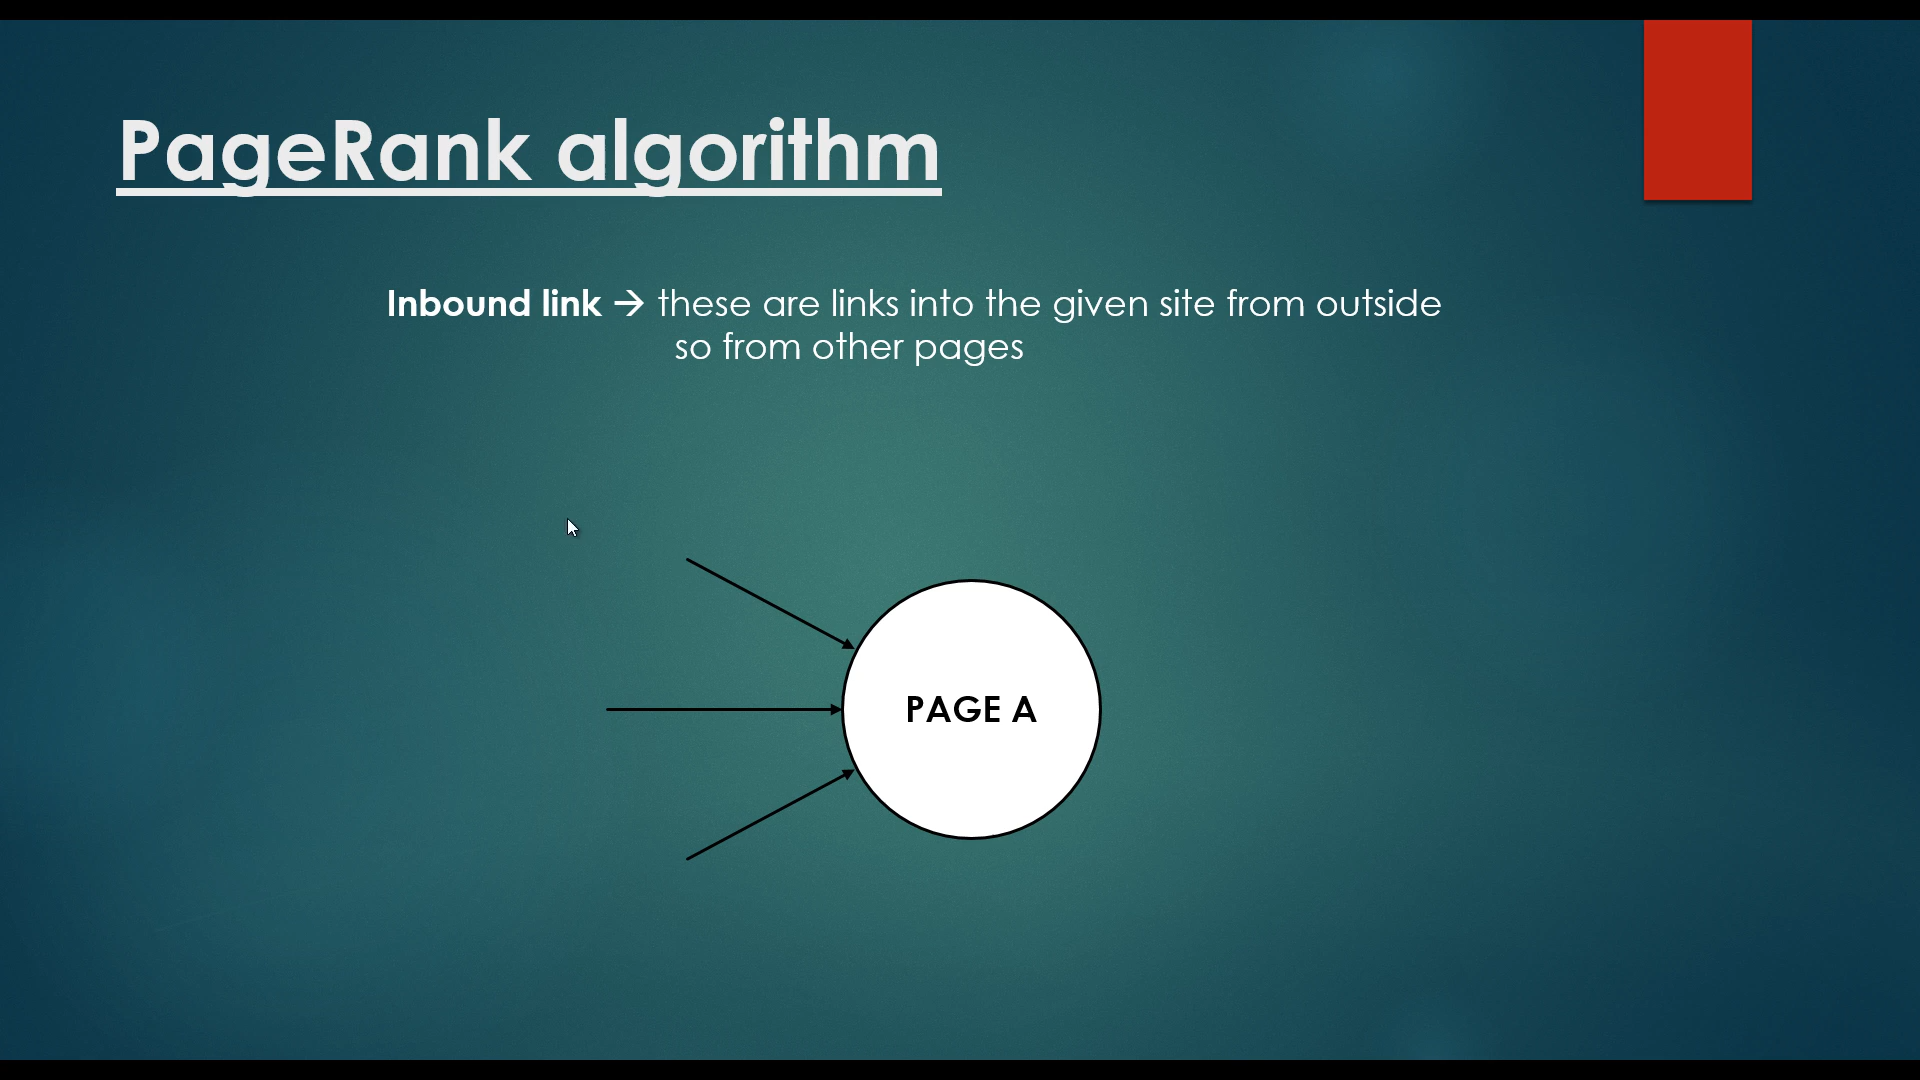 PageRank algorithm
Inbound link → these are links into the given site from outside
so from other pages
PAGE A